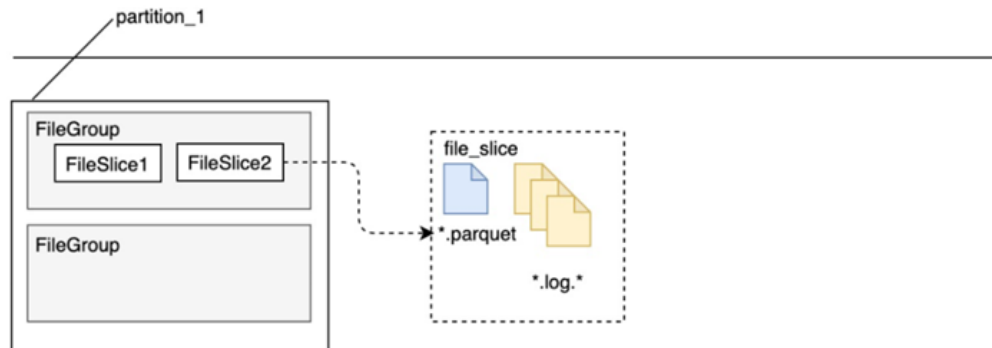 partition_1
FileGroup
FileSlice1
FileSlice2
file_slice
*.parquet
*.log.*
FileGroup